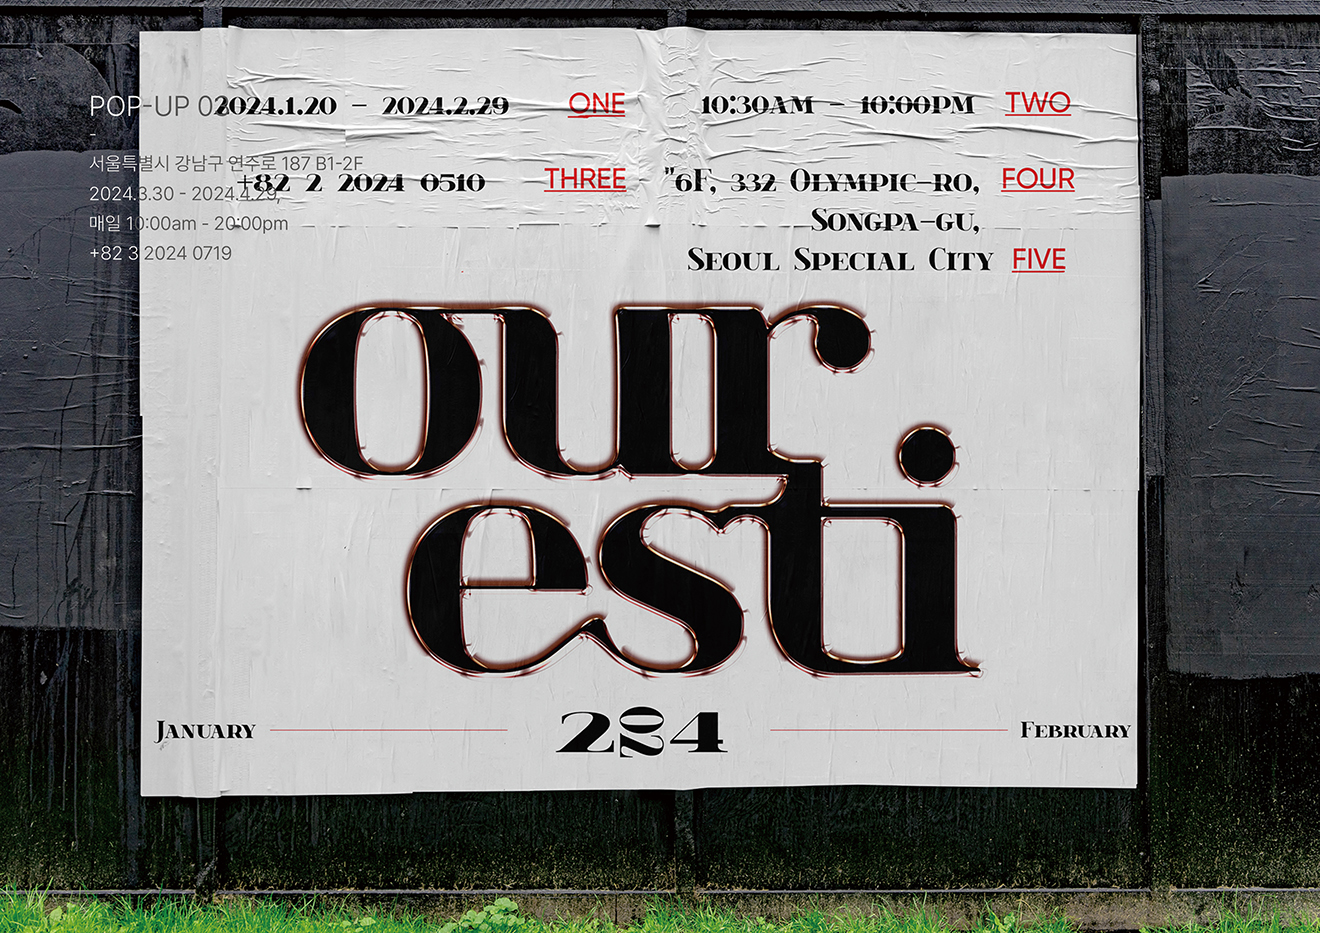 POP-UP 02
-
서울특별시 강남구 언주로 187 B1-2F
2024.3.30 - 2024.4.29,
매일 10:00am - 20:00pm
+82 3 2024 0719
2024.1.20 - 2024.2.29 ONE
10:30AM - 10:00PM TWO
+82 2 2024 0510 THREE
"6F, 332 OLYMPIC-RO, FOUR
SONGPA-GU,
SEOUL SPECIAL CITY FIVE
our
esti
JANUARY 2024 FEBRUARY